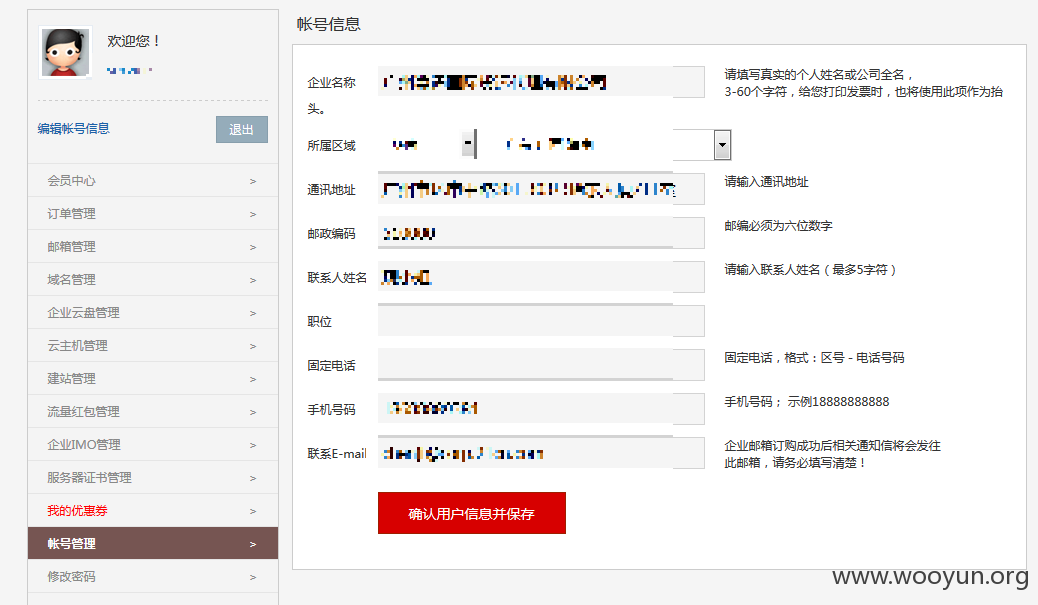 帐号信息
欢迎您！
编辑帐号信息
退出
会员中心 >
订单管理 >
邮箱管理 >
域名管理 >
企业云盘管理 >
云主机管理 >
建站管理 >
流量红包管理 >
企业IMO管理 >
服务器证书管理 >
我的优惠券 >
帐号管理 >
修改密码 >
企业名称
请填写真实的个人姓名或公司全名，
3-60个字符，给您打印发票时，也将使用此项作为抬
头。
所属区域
通讯地址
请输入通讯地址
邮政编码
邮编必须为六位数字
联系人姓名
请输入联系人姓名（最多5字符）
职位
固定电话
固定电话，格式：区号－电话号码
手机号码
手机号码； 示例18888888888
联系E-mail
企业邮箱订购成功后相关通知信将会发往
此邮箱，请务必填写清楚！
确认用户信息并保存
www.wooyun.org